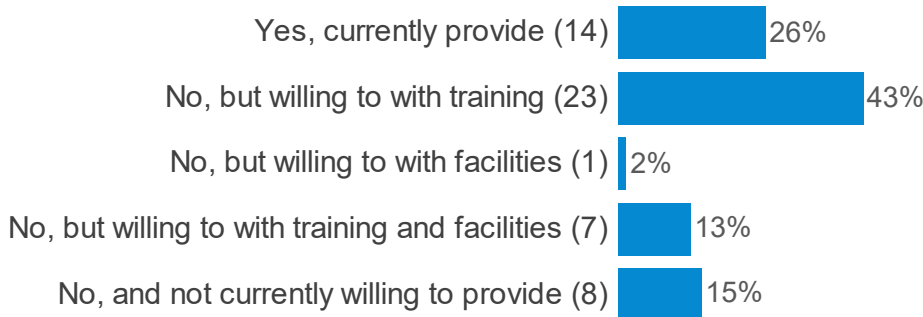 Yes, currently provide (14) 26%
No, but willing to with training (23) 43%
No, but willing to with facilities (1) 2%
No, but willing to with training and facilities (7) 13%
No, and not currently willing to provide (8) 15%